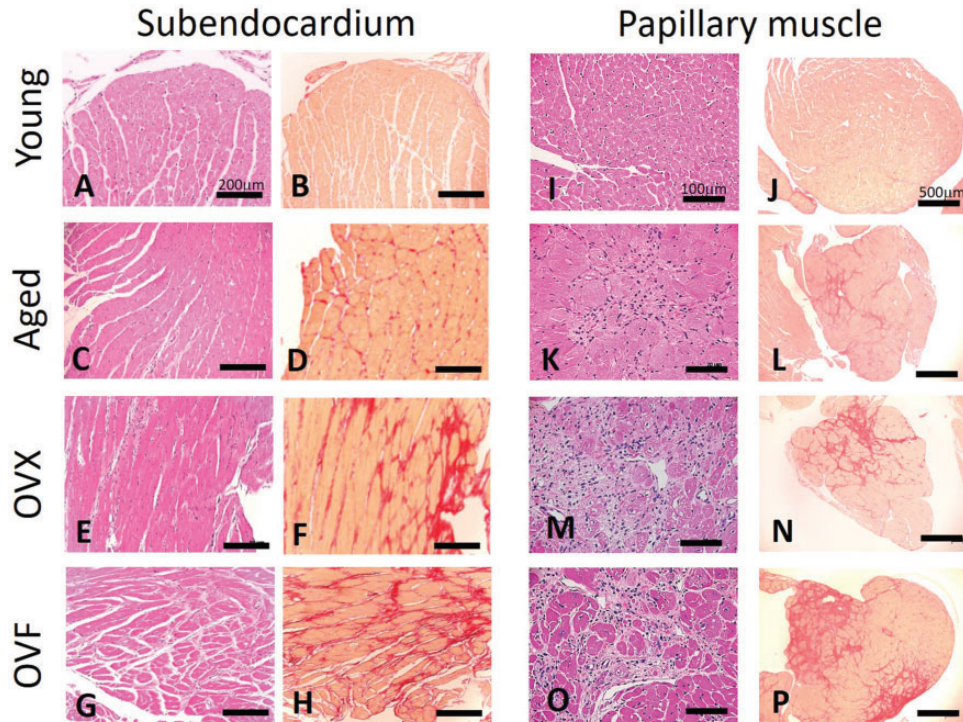 Subendocardium Papillary muscle
Young
A 200μm B I 100μm J 500μm
Aged
C D K L
OVX
E F M N
OVF
G H O P